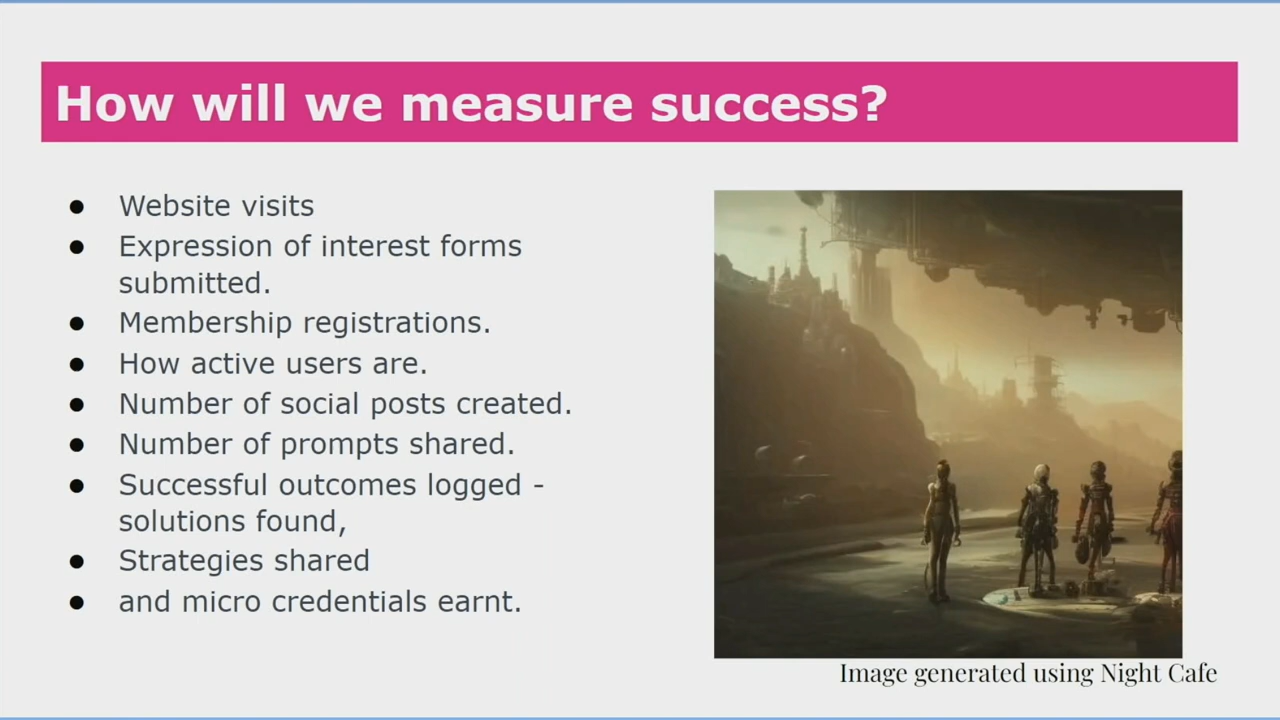 How will we measure success?
● Website visits
● Expression of interest forms
submitted.
● Membership registrations.
● How active users are.
● Number of social posts created.
● Number of prompts shared.
● Successful outcomes logged -
solutions found,
● Strategies shared
● and micro credentials earnt.
Image generated using Night Cafe